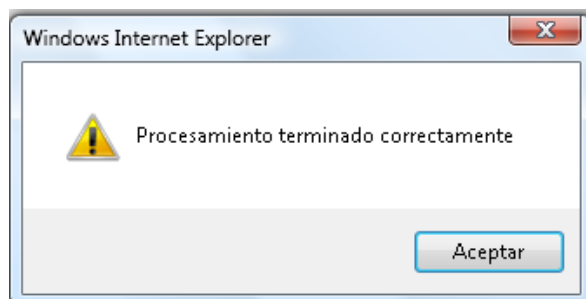 Windows Internet Explorer
Procesamiento terminado correctamente
Aceptar